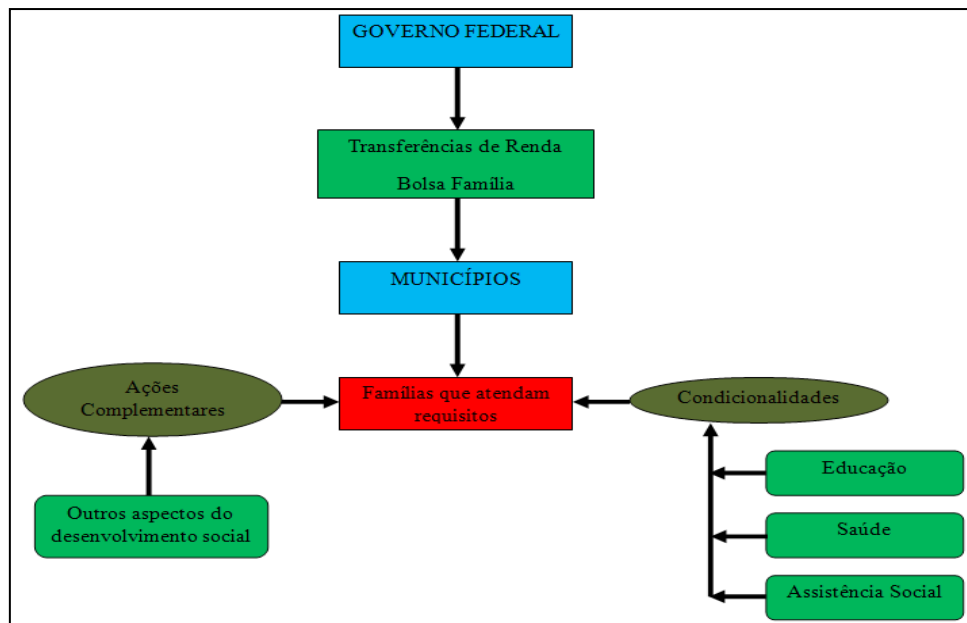 GOVERNO FEDERAL
Transferências de Renda
Bolsa Família
MUNICÍPIOS
Ações
Complementares
Famílias que atendam
requisitos
Condicionalidades
Outros aspectos do
desenvolvimento social
Educação
Saúde
Assistência Social